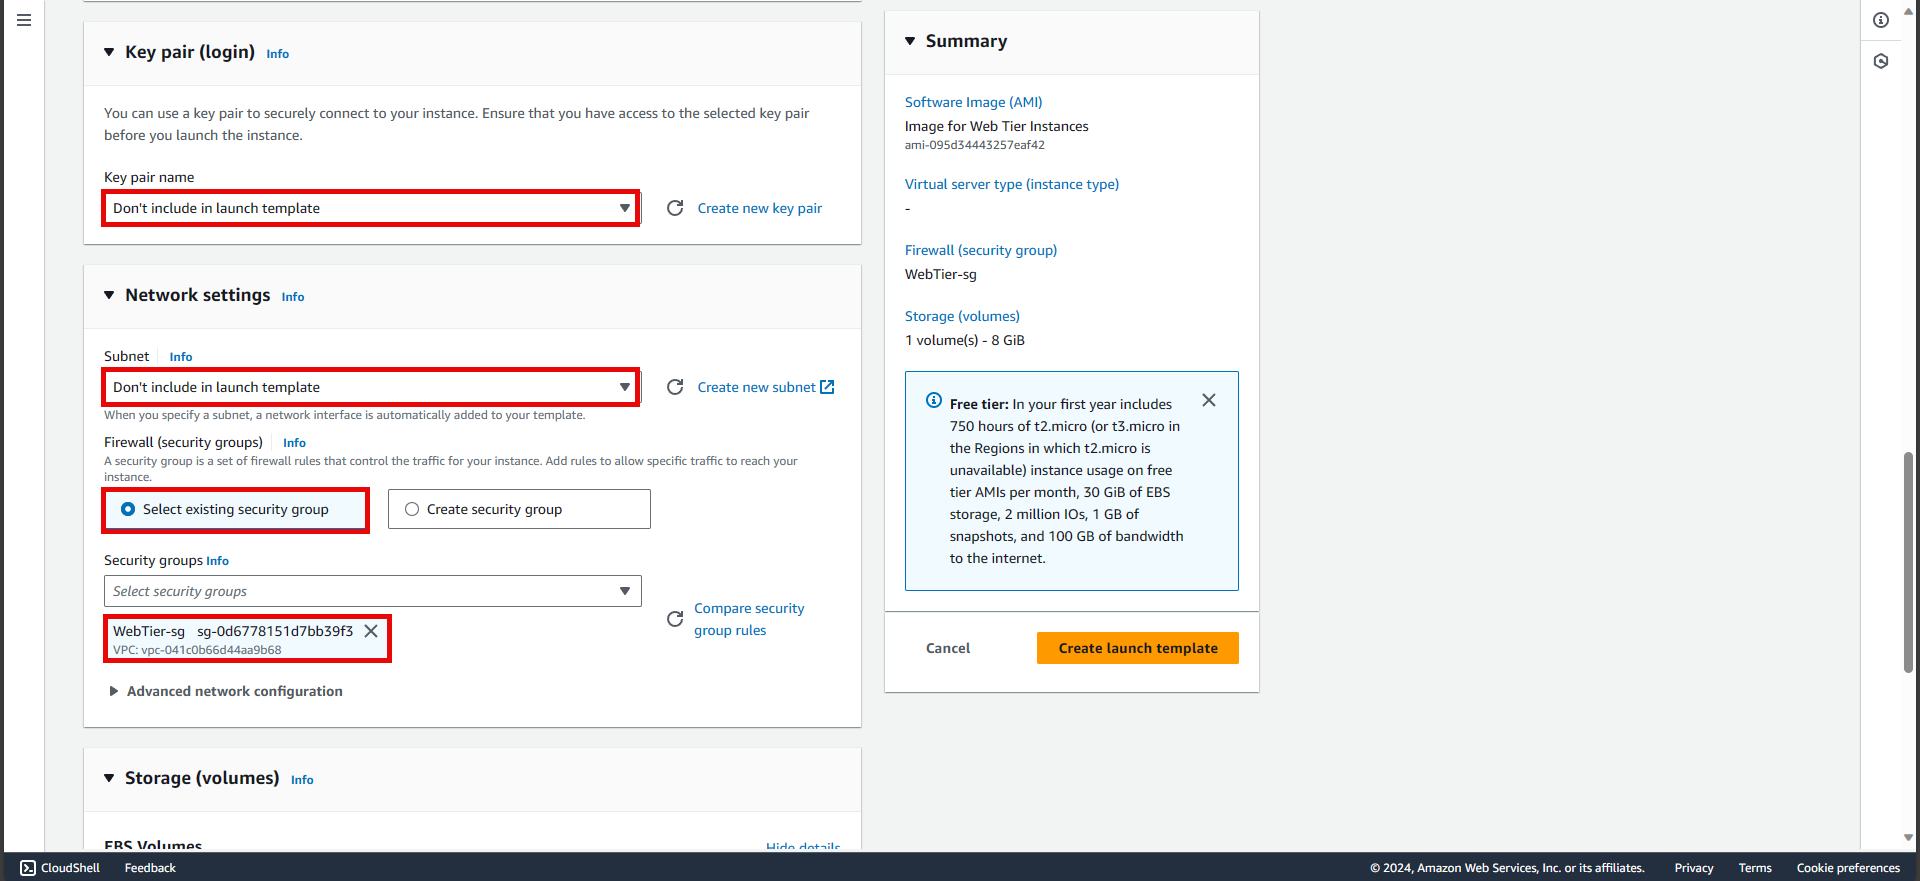 Key pair (login) Info
You can use a key pair to securely connect to your instance. Ensure that you have access to the selected key pair
before you launch the instance.
Key pair name
Don't include in launch template
Create new key pair
Network settings Info
Subnet Info
Don't include in launch template
Create new subnet
When you specify a subnet, a network interface is automatically added to your template.
Firewall (security groups) Info
A security group is a set of firewall rules that control the traffic for your instance. Add rules to allow specific traffic to reach your
instance.
Select existing security group
Create security group
Security groups Info
Select security groups
Compare security
group rules
WebTier-sg sg-0d6778151d7bb39f3
VPC: vpc-041c0b66d44aa9b68
Advanced network configuration
Storage (volumes) Info
EBS Volumes
Hide details
Summary
Software Image (AMI)
Image for Web Tier Instances
ami-095d34443257eaf42
Virtual server type (instance type)
-
Firewall (security group)
WebTier-sg
Storage (volumes)
1 volume(s) - 8 GiB
Free tier: In your first year includes
750 hours of t2.micro (or t3.micro in
the Regions in which t2.micro is
unavailable) instance usage on free
tier AMIs per month, 30 GiB of EBS
storage, 2 million IOs, 1 GB of
snapshots, and 100 GB of bandwidth
to the internet.
Cancel
Create launch template
CloudShell
Feedback
© 2024, Amazon Web Services, Inc. or its affiliates.
Privacy
Terms
Cookie preferences